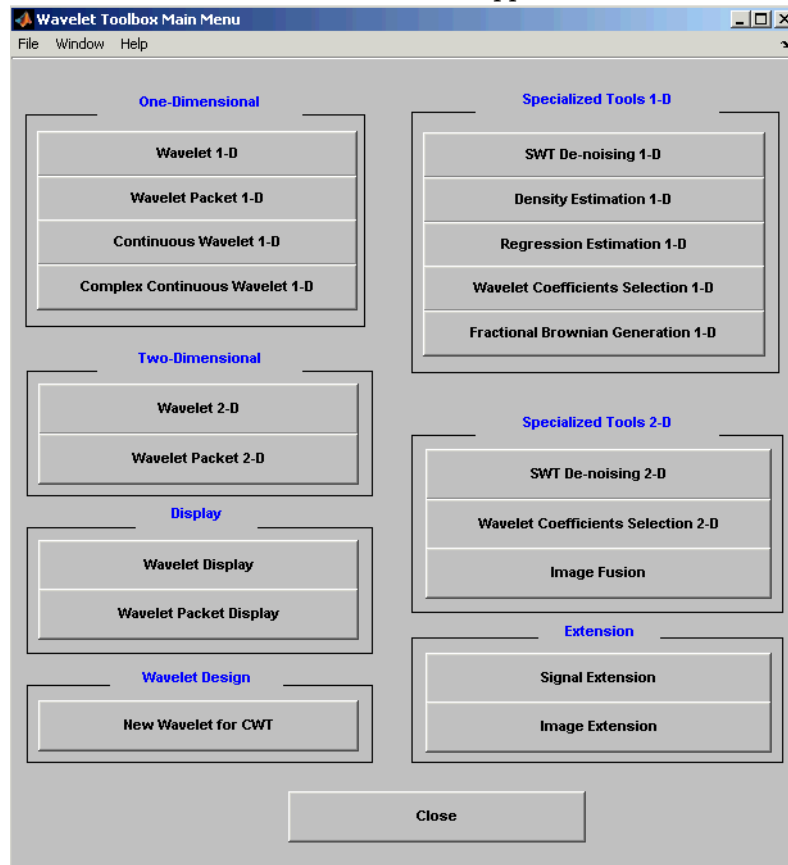 Wavelet Toolbox Main Menu
File Window Help
One-Dimensional
Wavelet 1-D
Wavelet Packet 1-D
Continuous Wavelet 1-D
Complex Continuous Wavelet 1-D
Two-Dimensional
Wavelet 2-D
Wavelet Packet 2-D
Display
Wavelet Display
Wavelet Packet Display
Wavelet Design
New Wavelet for CWT
Specialized Tools 1-D
SWT De-noising 1-D
Density Estimation 1-D
Regression Estimation 1-D
Wavelet Coefficients Selection 1-D
Fractional Brownian Generation 1-D
Specialized Tools 2-D
SWT De-noising 2-D
Wavelet Coefficients Selection 2-D
Image Fusion
Extension
Signal Extension
Image Extension
Close